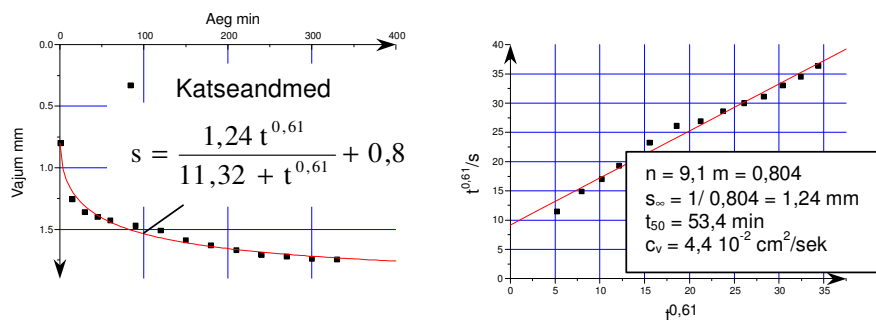 Aeg min
0 100 200 300 400
0.0
0.5
1.0
1.5
Vajum mm
Katseandmed
s = 1,24 t^0,61 / (11,32 + t^0,61) + 0,8
40
35
30
25
20
15
10
5
0
t^0,61/s
0 5 10 15 20 25 30 35
t^0,61
n = 9,1 m = 0,804
s∞ = 1/ 0,804 = 1,24 mm
t50 = 53,4 min
cv = 4,4 10^-2 cm^2/sek